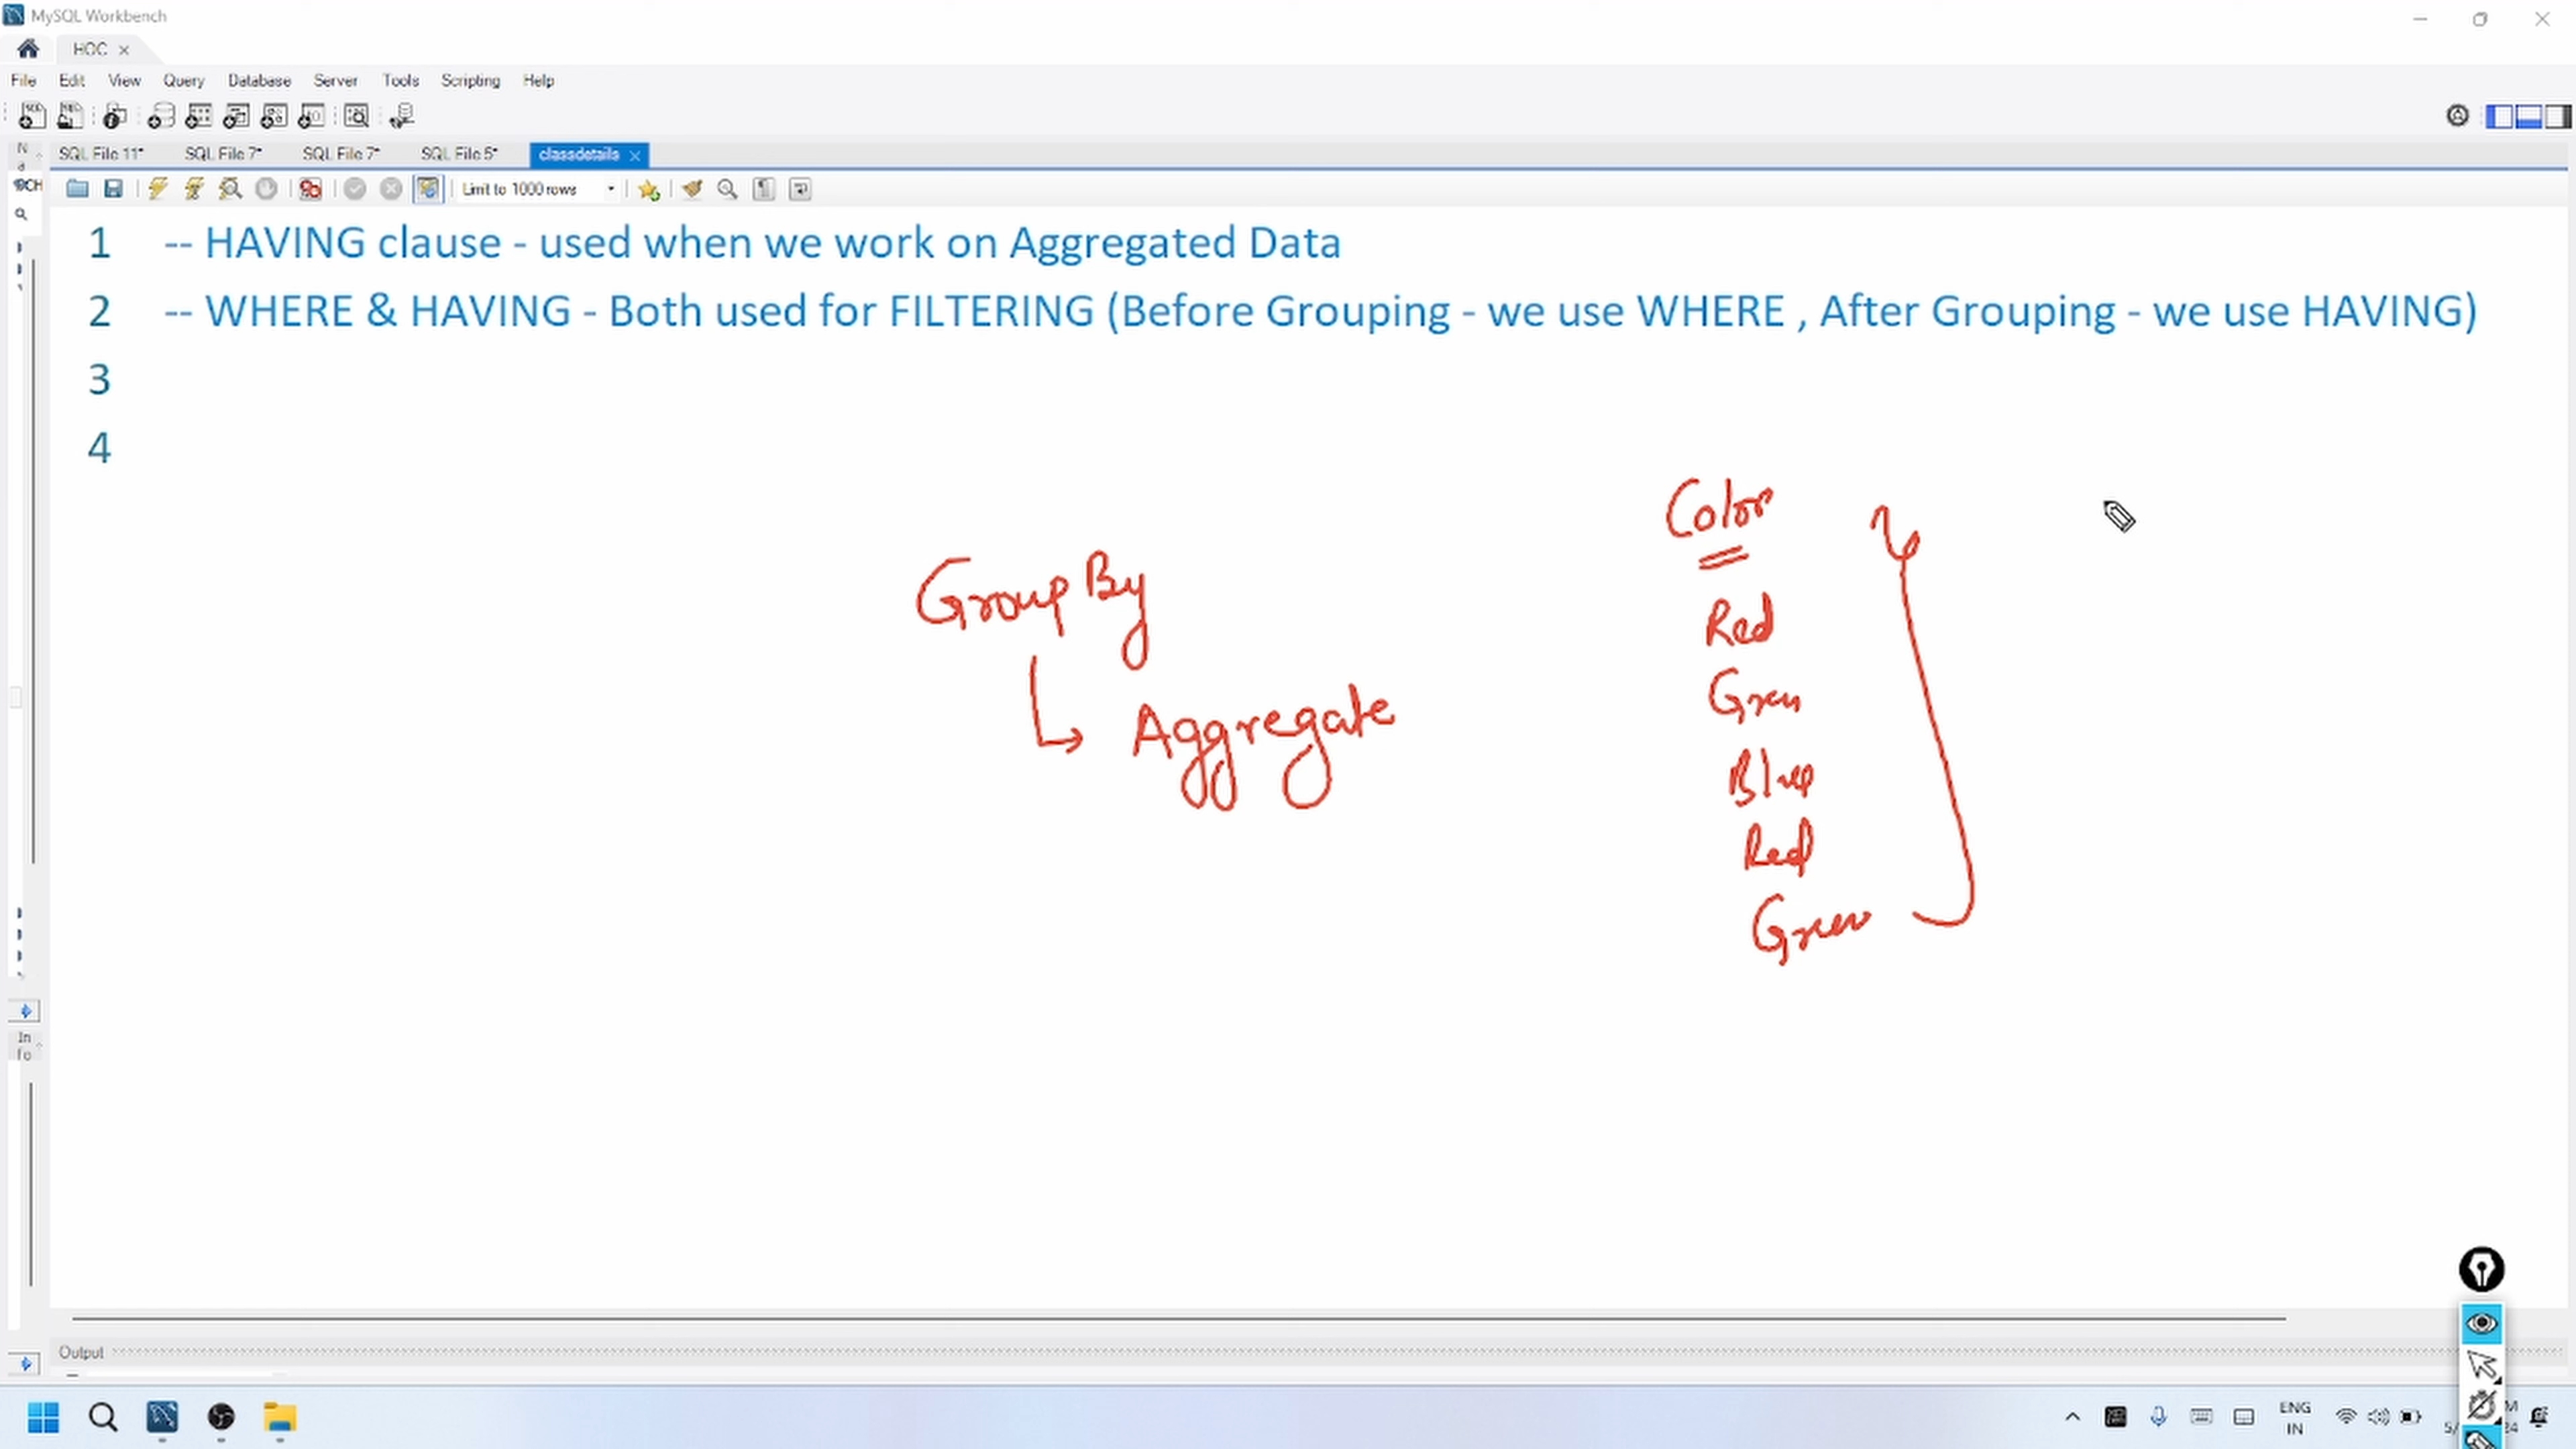 MySQL Workbench
HOC
File Edit View Query Database Server Tools Scripting Help
SQL File 11* SQL File 7* SQL File 7* SQL File 5* classdetails
Limit to 1000 rows
1 -- HAVING clause - used when we work on Aggregated Data
2 -- WHERE & HAVING - Both used for FILTERING (Before Grouping - we use WHERE , After Grouping - we use HAVING)
3
4
Color
Group By
Red
Green
Aggregate
Blue
Red
Green
Output
ENG
IN